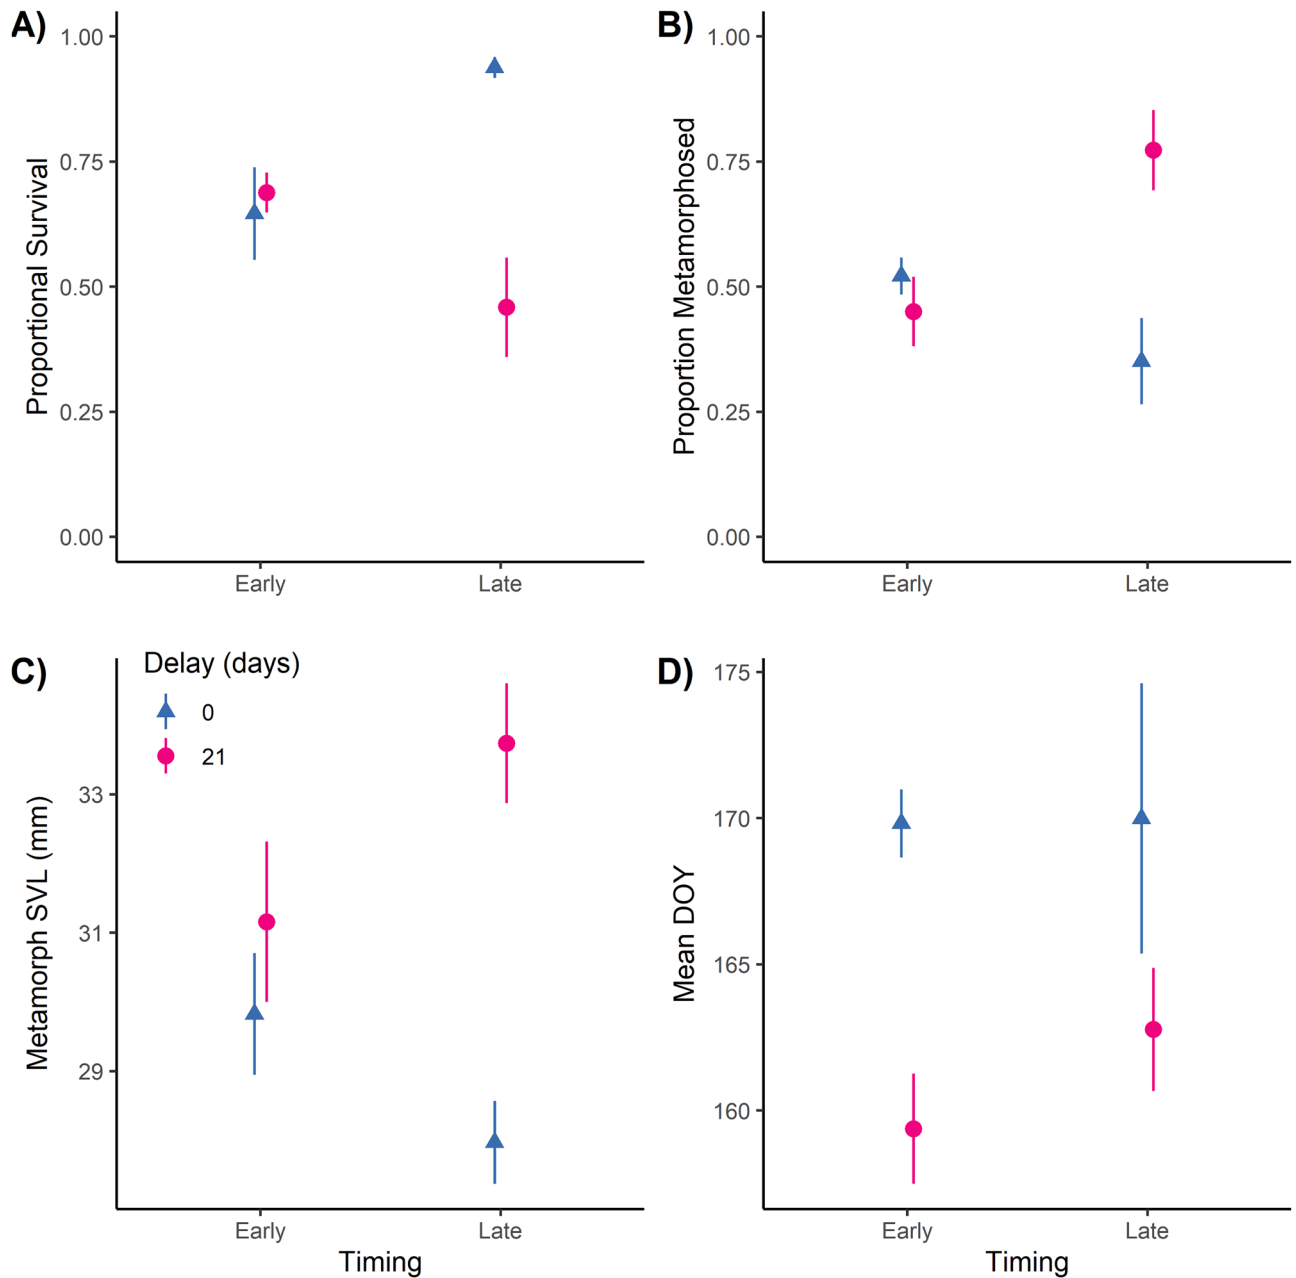 A)
Proportional Survival
1.00
0.75
0.50
0.25
0.00
Early Late
B)
Proportion Metamorphosed
1.00
0.75
0.50
0.25
0.00
Early Late
C)
Delay (days)
0
21
Metamorph SVL (mm)
33
31
29
Early Late
Timing
D)
Mean DOY
175
170
165
160
Early Late
Timing